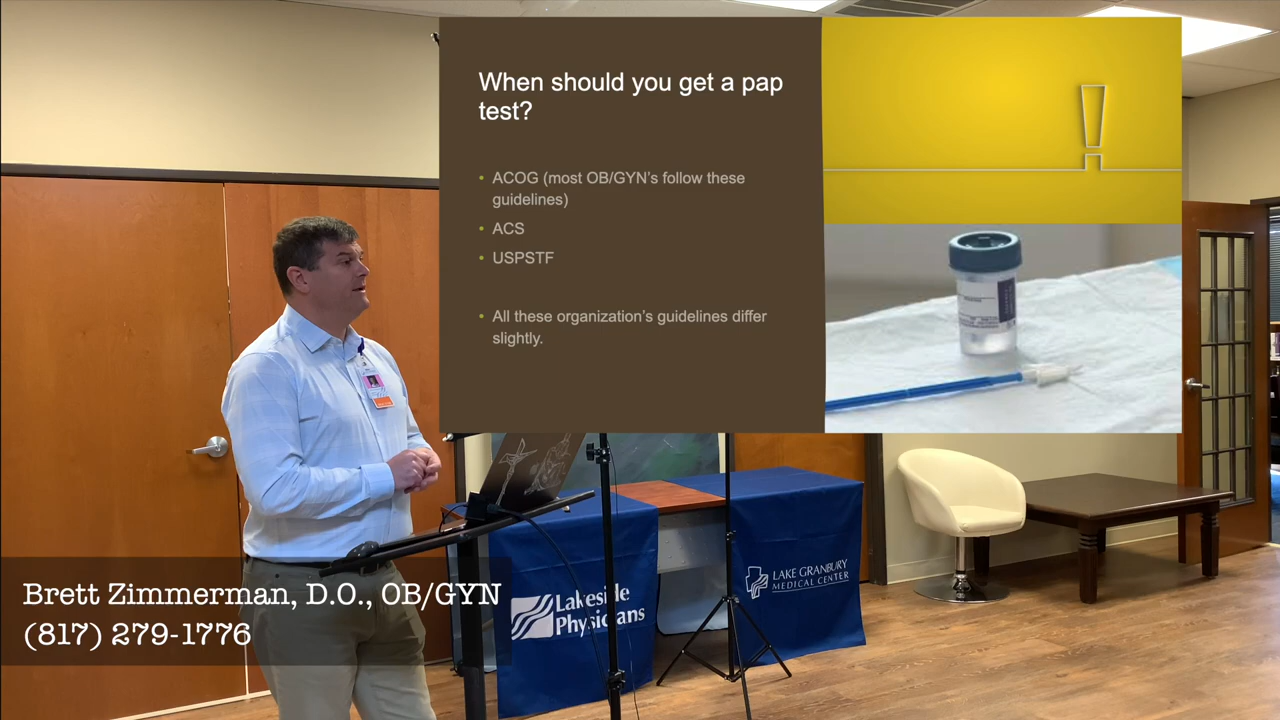 When should you get a pap
test?
• ACOG (most OB/GYN's follow these
guidelines)
• ACS
• USPSTF
• All these organization's guidelines differ
slightly.
Brett Zimmerman, D.O., OB/GYN
(817) 279-1776
Lakeside
Physicians
LAKE GRANBURY
MEDICAL CENTER